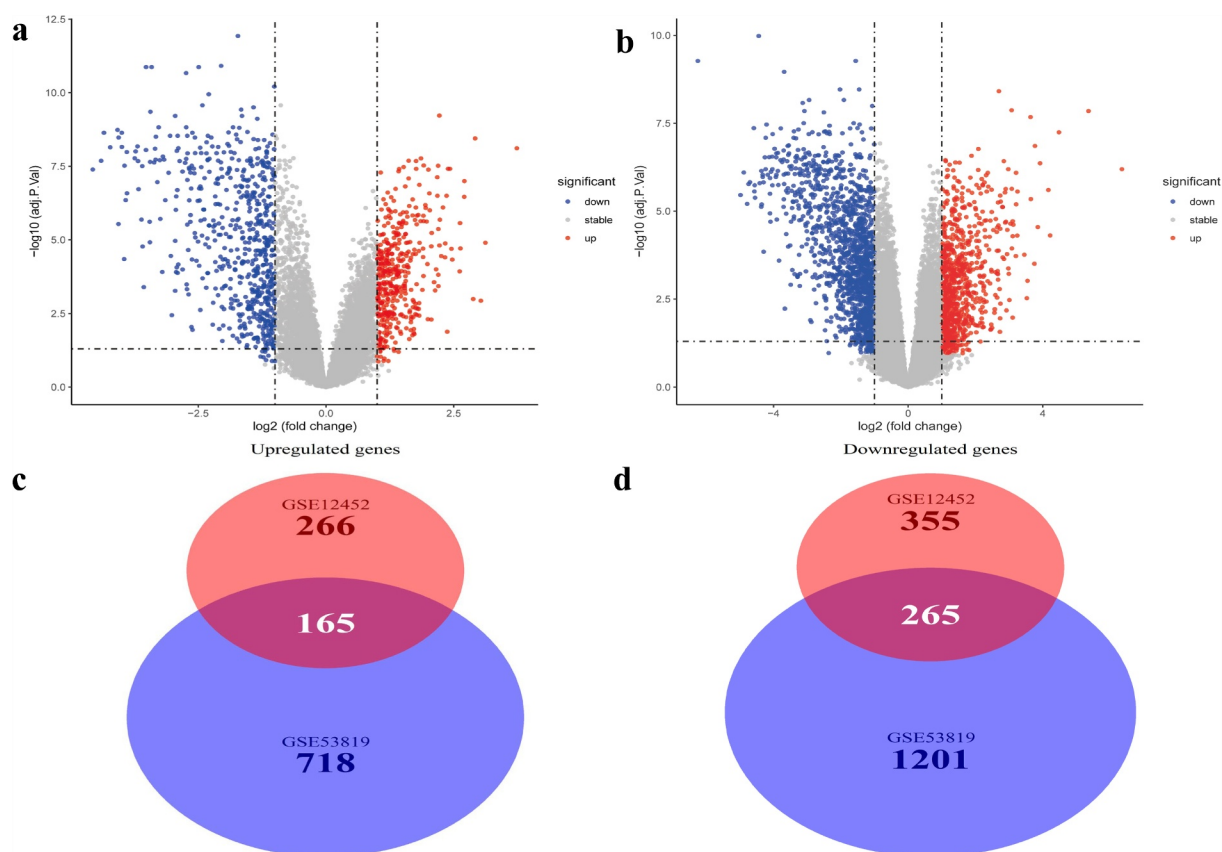 a
12.5
10.0
7.5
5.0
2.5
0.0
−log10 (adj.P.Val)
−2.5 0.0 2.5
log2 (fold change)
significant
down
stable
up
b
10.0
7.5
5.0
2.5
0.0
−log10 (adj.P.Val)
−4 0 4
log2 (fold change)
significant
down
stable
up
c
Upregulated genes
GSE12452
266
165
GSE53819
718
d
Downregulated genes
GSE12452
355
265
GSE53819
1201